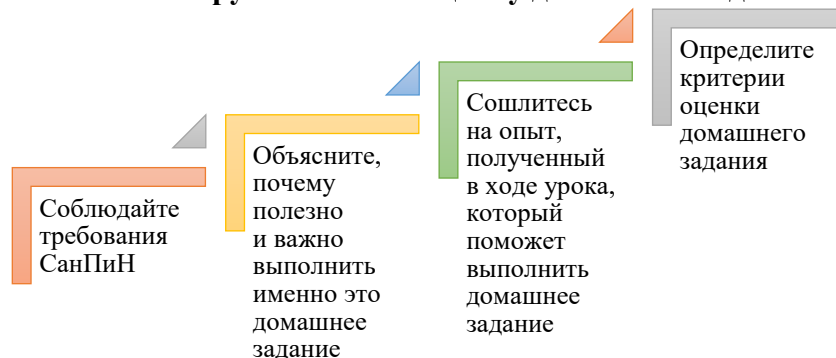 Соблюдайте
требования
СанПиН
Объясните,
почему
полезно
и важно
выполнить
именно это
домашнее
задание
Сошлитесь
на опыт,
полученный
в ходе урока,
который
поможет
выполнить
домашнее
задание
Определите
критерии
оценки
домашнего
задания